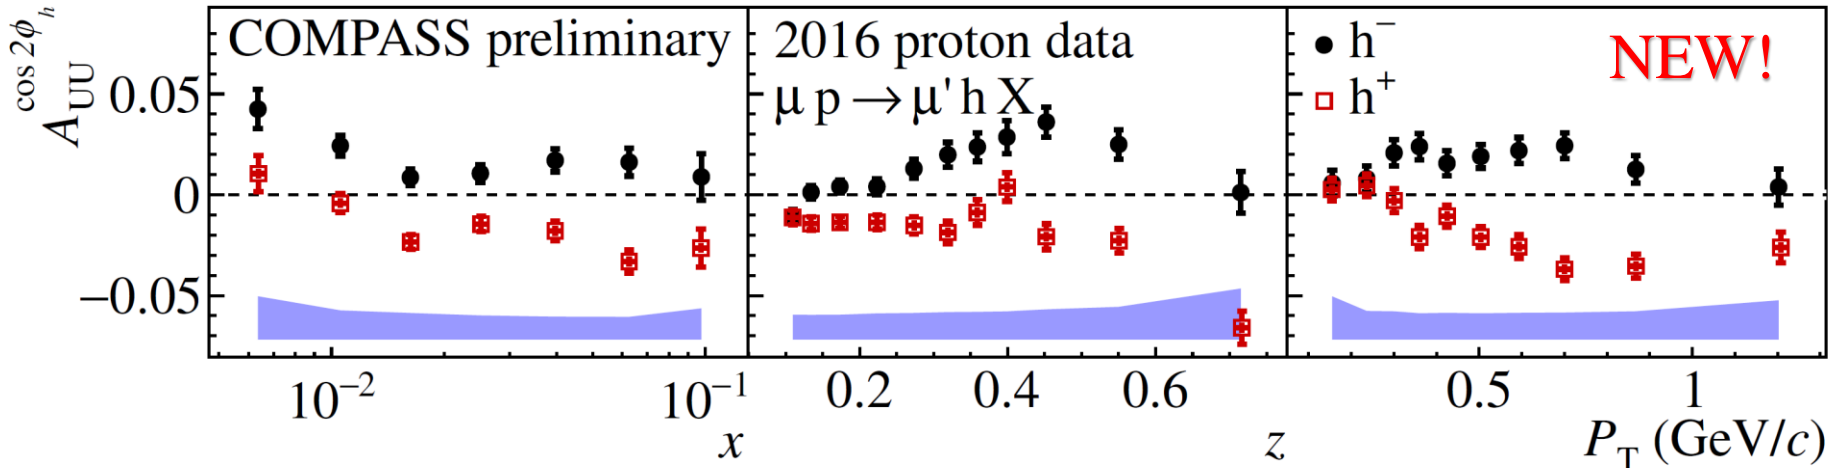 A_UU^{cos 2ϕ_h}
COMPASS preliminary
2016 proton data
μ p → μ' h X
h⁻
h⁺
NEW!
0.05
0
−0.05
10⁻²
10⁻¹
x
0.2
0.4
0.6
z
0.5
1
P_T (GeV/c)